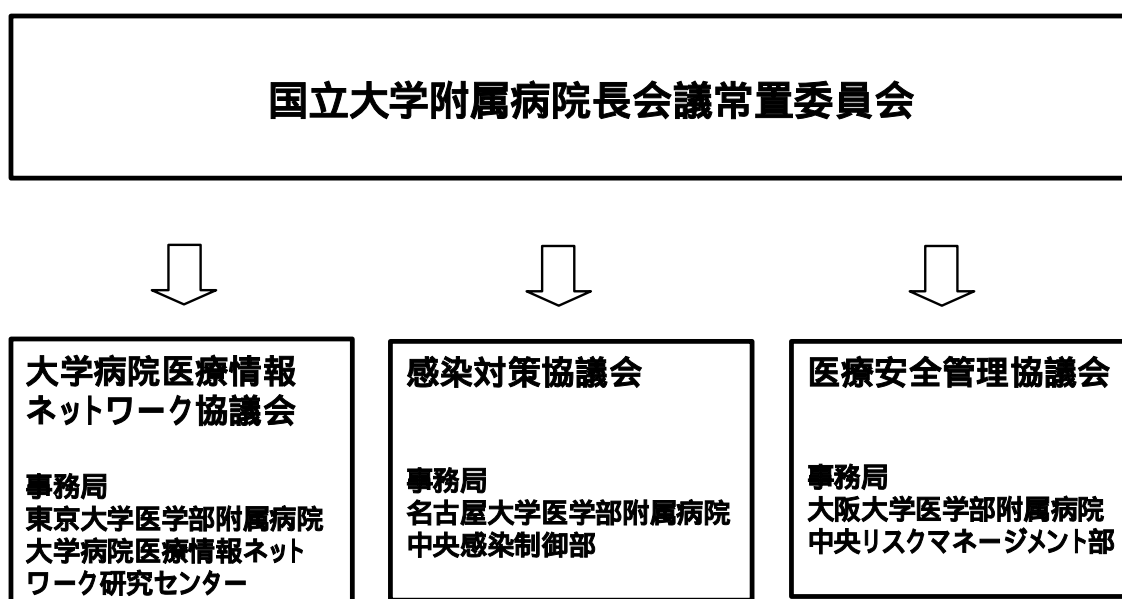 国立大学附属病院長会議常置委員会
大学病院医療情報
ネットワーク協議会
事務局
東京大学医学部附属病院
大学病院医療情報ネット
ワーク研究センター
感染対策協議会
事務局
名古屋大学医学部附属病院
中央感染制御部
医療安全管理協議会
事務局
大阪大学医学部附属病院
中央リスクマネージメント部